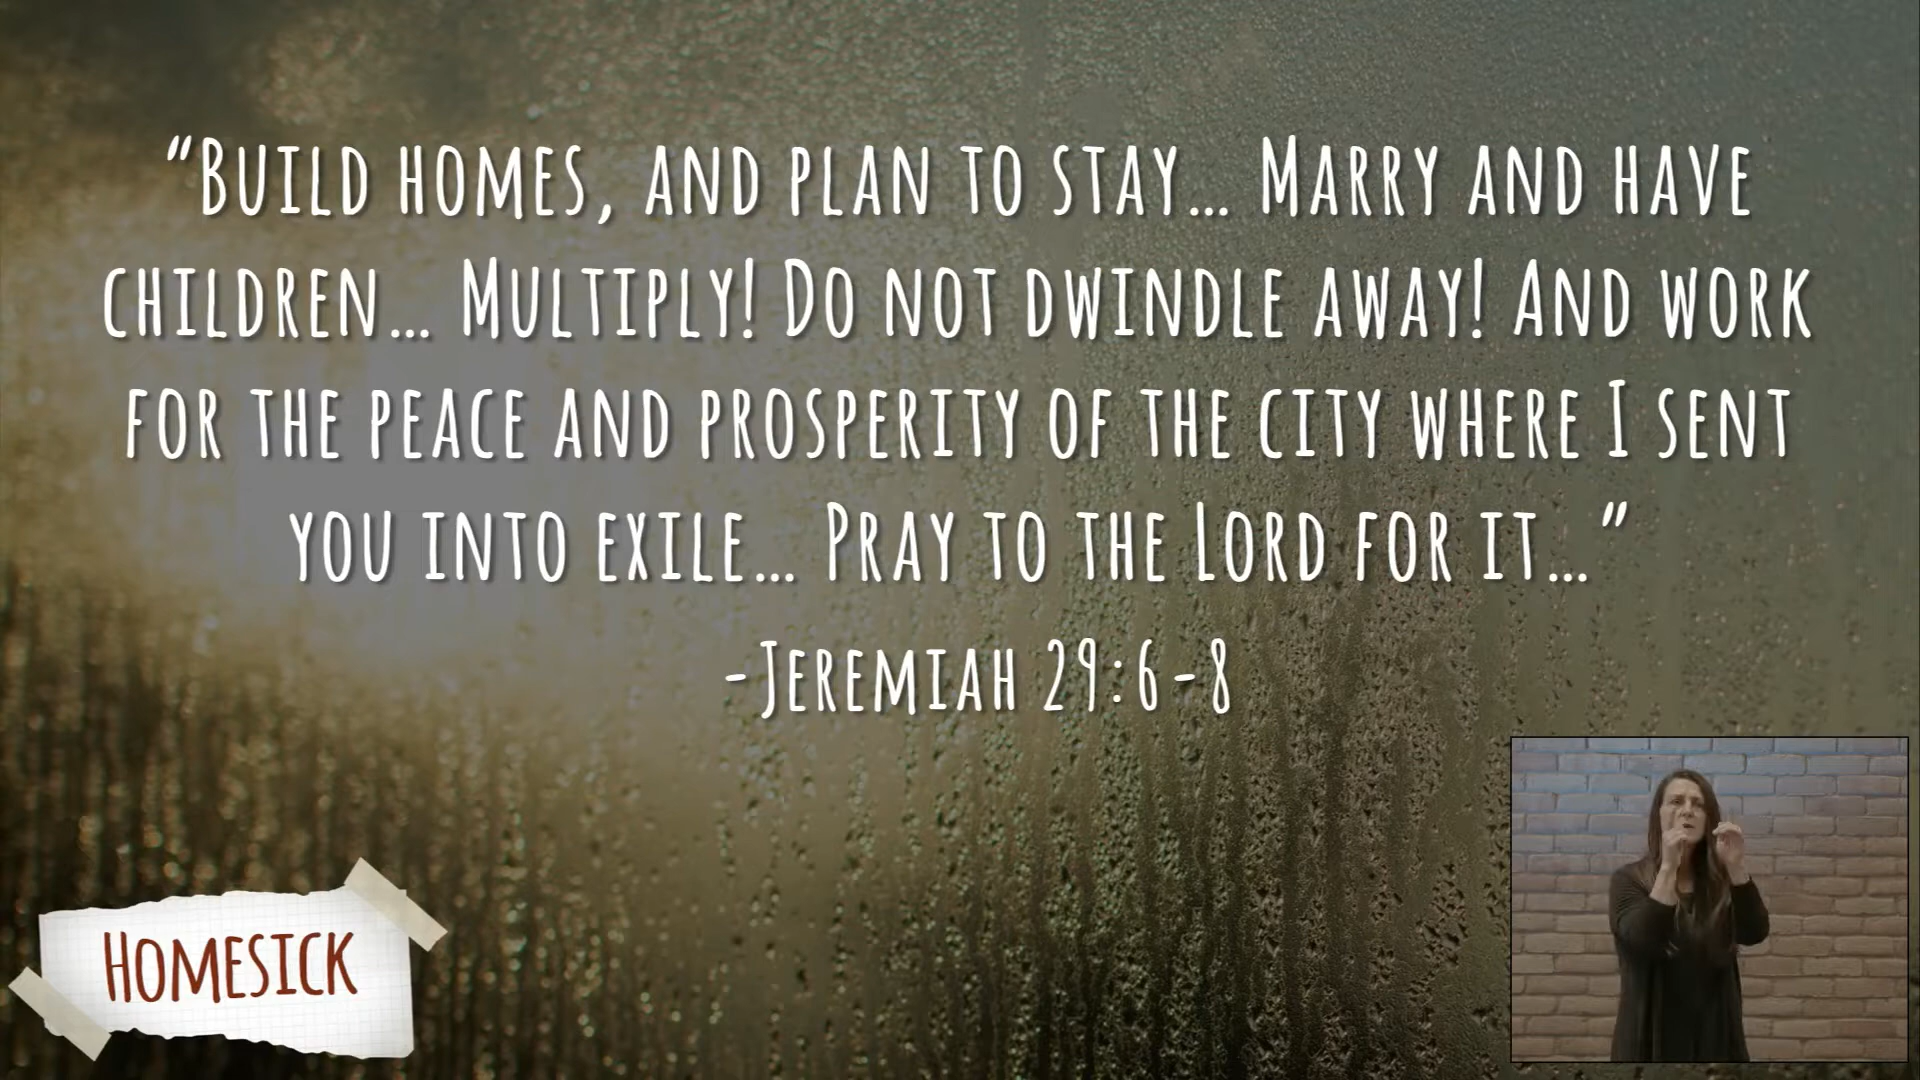 “Build homes, and plan to stay… Marry and have
children… Multiply! Do not dwindle away! And work
for the peace and prosperity of the city where I sent
you into exile… Pray to the Lord for it…”
-Jeremiah 29:6-8
Homesick